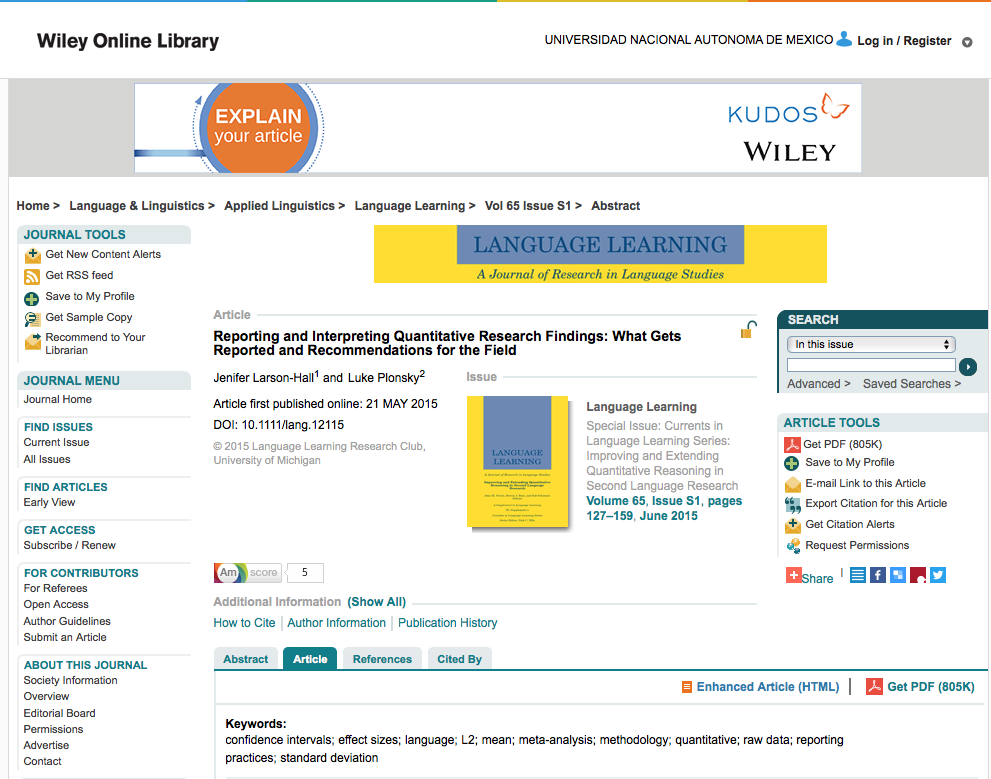 Wiley Online Library
UNIVERSIDAD NACIONAL AUTONOMA DE MEXICO Log in / Register
EXPLAIN
your article
KUDOS
WILEY
Home > Language & Linguistics > Applied Linguistics > Language Learning > Vol 65 Issue S1 > Abstract
JOURNAL TOOLS
Get New Content Alerts
Get RSS feed
Save to My Profile
Get Sample Copy
Recommend to Your
Librarian
JOURNAL MENU
Journal Home
FIND ISSUES
Current Issue
All Issues
FIND ARTICLES
Early View
GET ACCESS
Subscribe / Renew
FOR CONTRIBUTORS
For Referees
Open Access
Author Guidelines
Submit an Article
ABOUT THIS JOURNAL
Society Information
Overview
Editorial Board
Permissions
Advertise
Contact
LANGUAGE LEARNING
A Journal of Research in Language Studies
Article
Reporting and Interpreting Quantitative Research Findings: What Gets
Reported and Recommendations for the Field
Jenifer Larson-Hall1 and Luke Plonsky2
Article first published online: 21 MAY 2015
DOI: 10.1111/lang.12115
© 2015 Language Learning Research Club,
University of Michigan
Issue
LANGUAGE
LEARNING
Language Learning
Special Issue: Currents in
Language Learning Series:
Improving and Extending
Quantitative Reasoning in
Second Language Research
Volume 65, Issue S1, pages
127–159, June 2015
Am score 5
Additional Information (Show All)
How to Cite Author Information Publication History
Abstract Article References Cited By
Enhanced Article (HTML) Get PDF (805K)
Keywords:
confidence intervals; effect sizes; language; L2; mean; meta-analysis; methodology; quantitative; raw data; reporting
practices; standard deviation
SEARCH
In this issue
Advanced > Saved Searches >
ARTICLE TOOLS
Get PDF (805K)
Save to My Profile
E-mail Link to this Article
Export Citation for this Article
Get Citation Alerts
Request Permissions
Share